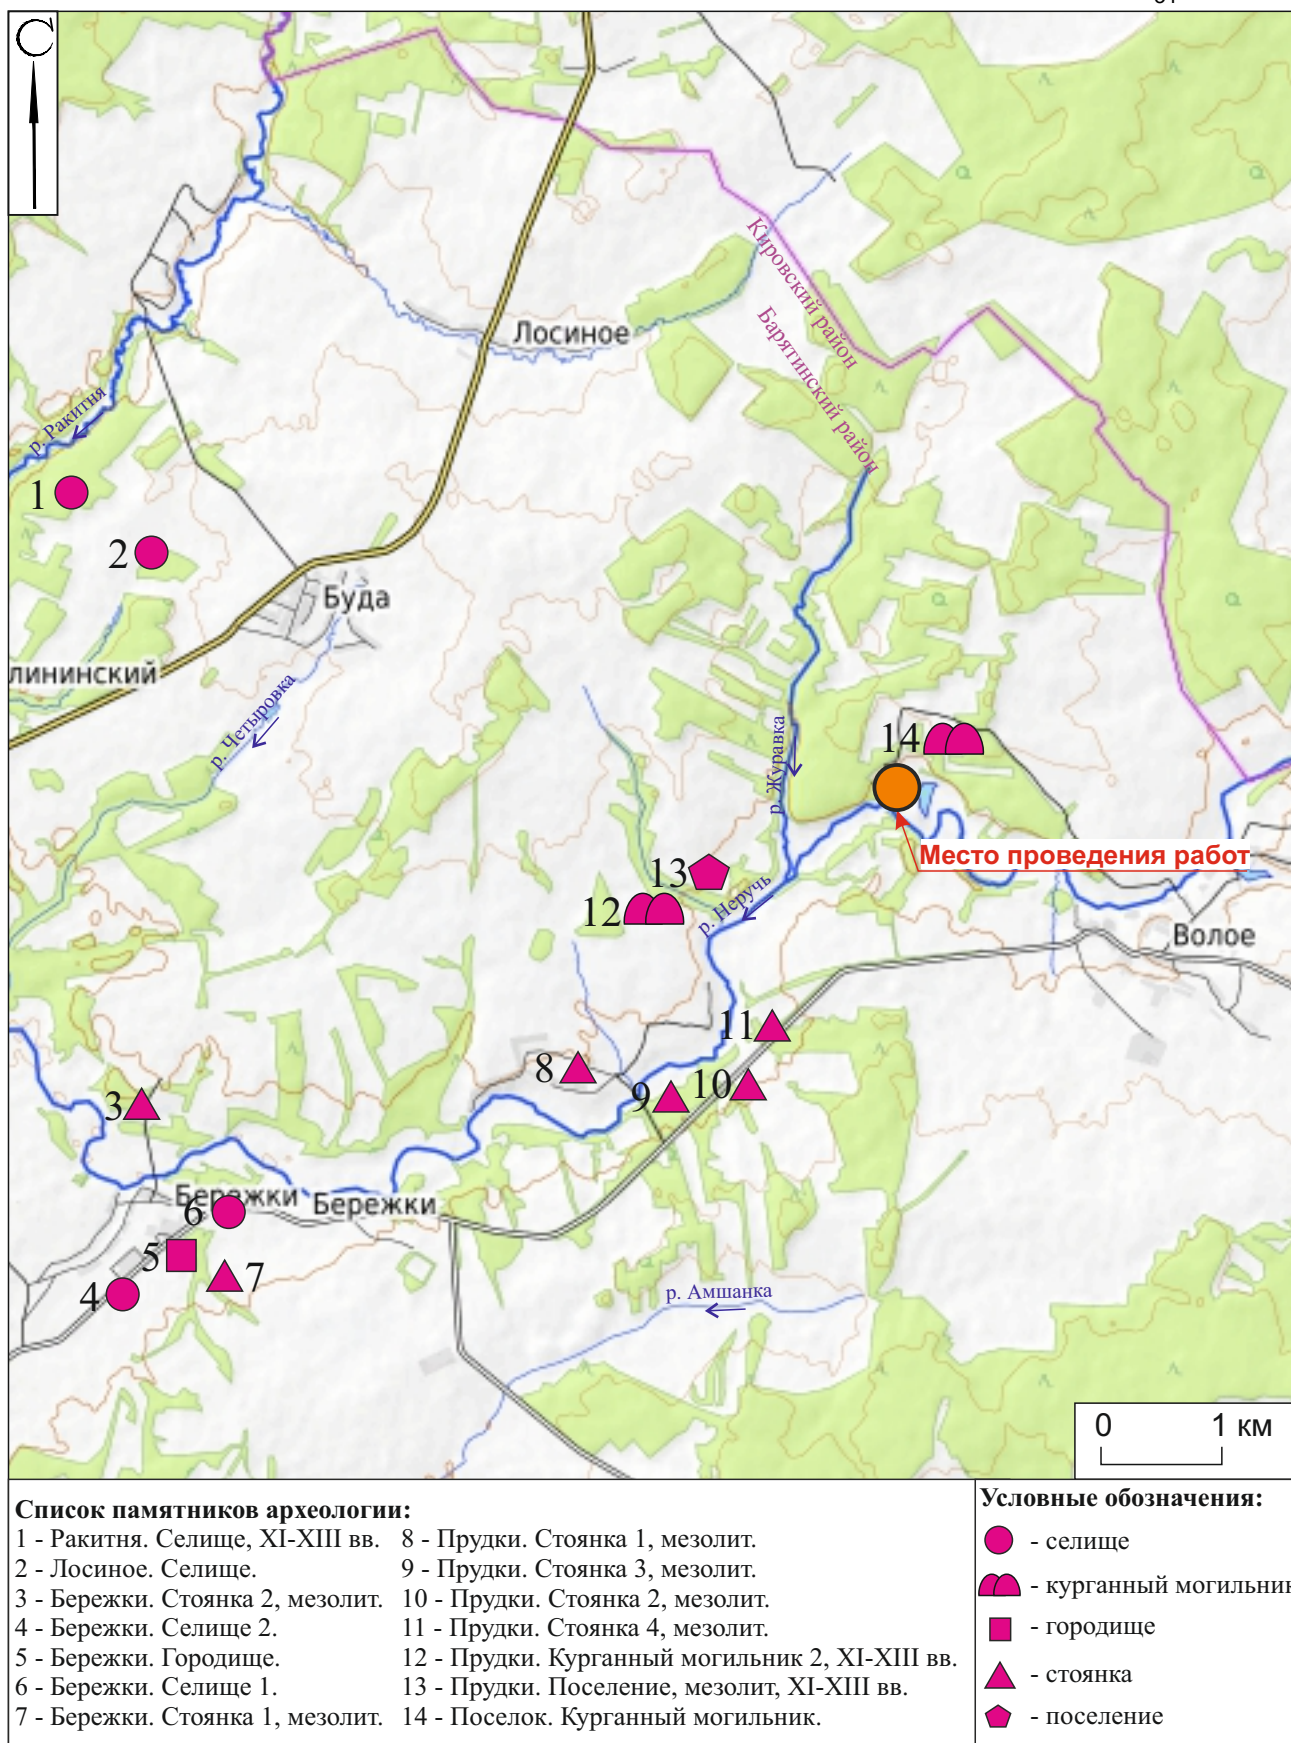 С
Кировский район
Барятинский район
Лосиное
р. Ракитня
1
2
Буда
лининский
р. Четыровка
р. Журавка
14
Место проведения работ
13
12
р. Неручь
Волое
11
8
10
9
3
Бережки
Бережки
6
5
7
4
р. Амшанка
0 1 км
Список памятников археологии:
1 - Ракитня. Селище, XI-XIII вв.
2 - Лосиное. Селище.
3 - Бережки. Стоянка 2, мезолит.
4 - Бережки. Селище 2.
5 - Бережки. Городище.
6 - Бережки. Селище 1.
7 - Бережки. Стоянка 1, мезолит.
8 - Прудки. Стоянка 1, мезолит.
9 - Прудки. Стоянка 3, мезолит.
10 - Прудки. Стоянка 2, мезолит.
11 - Прудки. Стоянка 4, мезолит.
12 - Прудки. Курганный могильник 2, XI-XIII вв.
13 - Прудки. Поселение, мезолит, XI-XIII вв.
14 - Поселок. Курганный могильник.
Условные обозначения:
- селище
- курганный могильник
- городище
- стоянка
- поселение